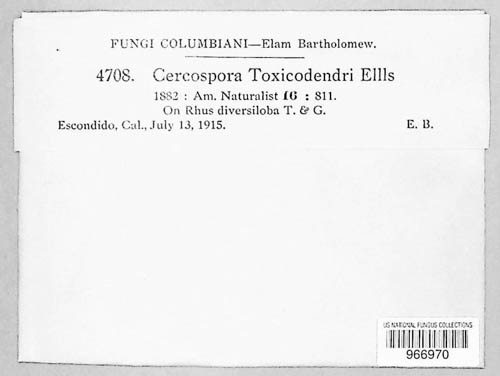 FUNGI COLUMBIANI—Elam Bartholomew.
4708. Cercospora Toxicodendri Ellls
1882 : Am. Naturalist 16 : 811.
On Rhus diversiloba T. & G.
Escondido, Cal., July 13, 1915. E. B.
US NATIONAL FUNGUS COLLECTIONS
966970